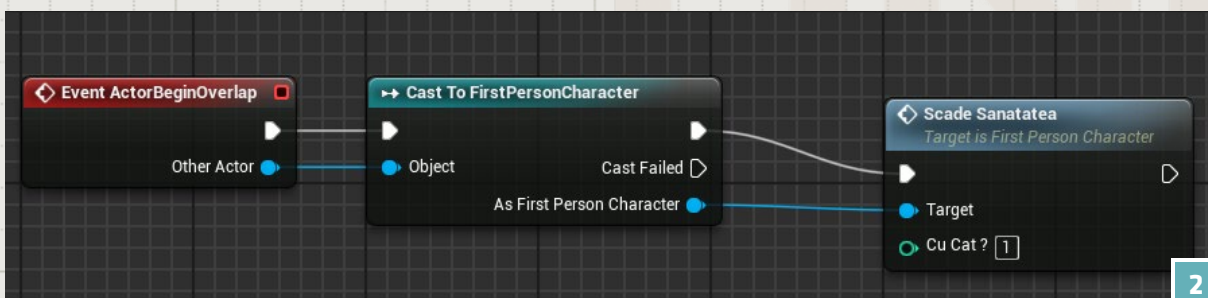 Event ActorBeginOverlap
Other Actor
Cast To FirstPersonCharacter
Object
Cast Failed
As First Person Character
Scade Sanatatea
Target is First Person Character
Target
Cu Cat ? 1
2